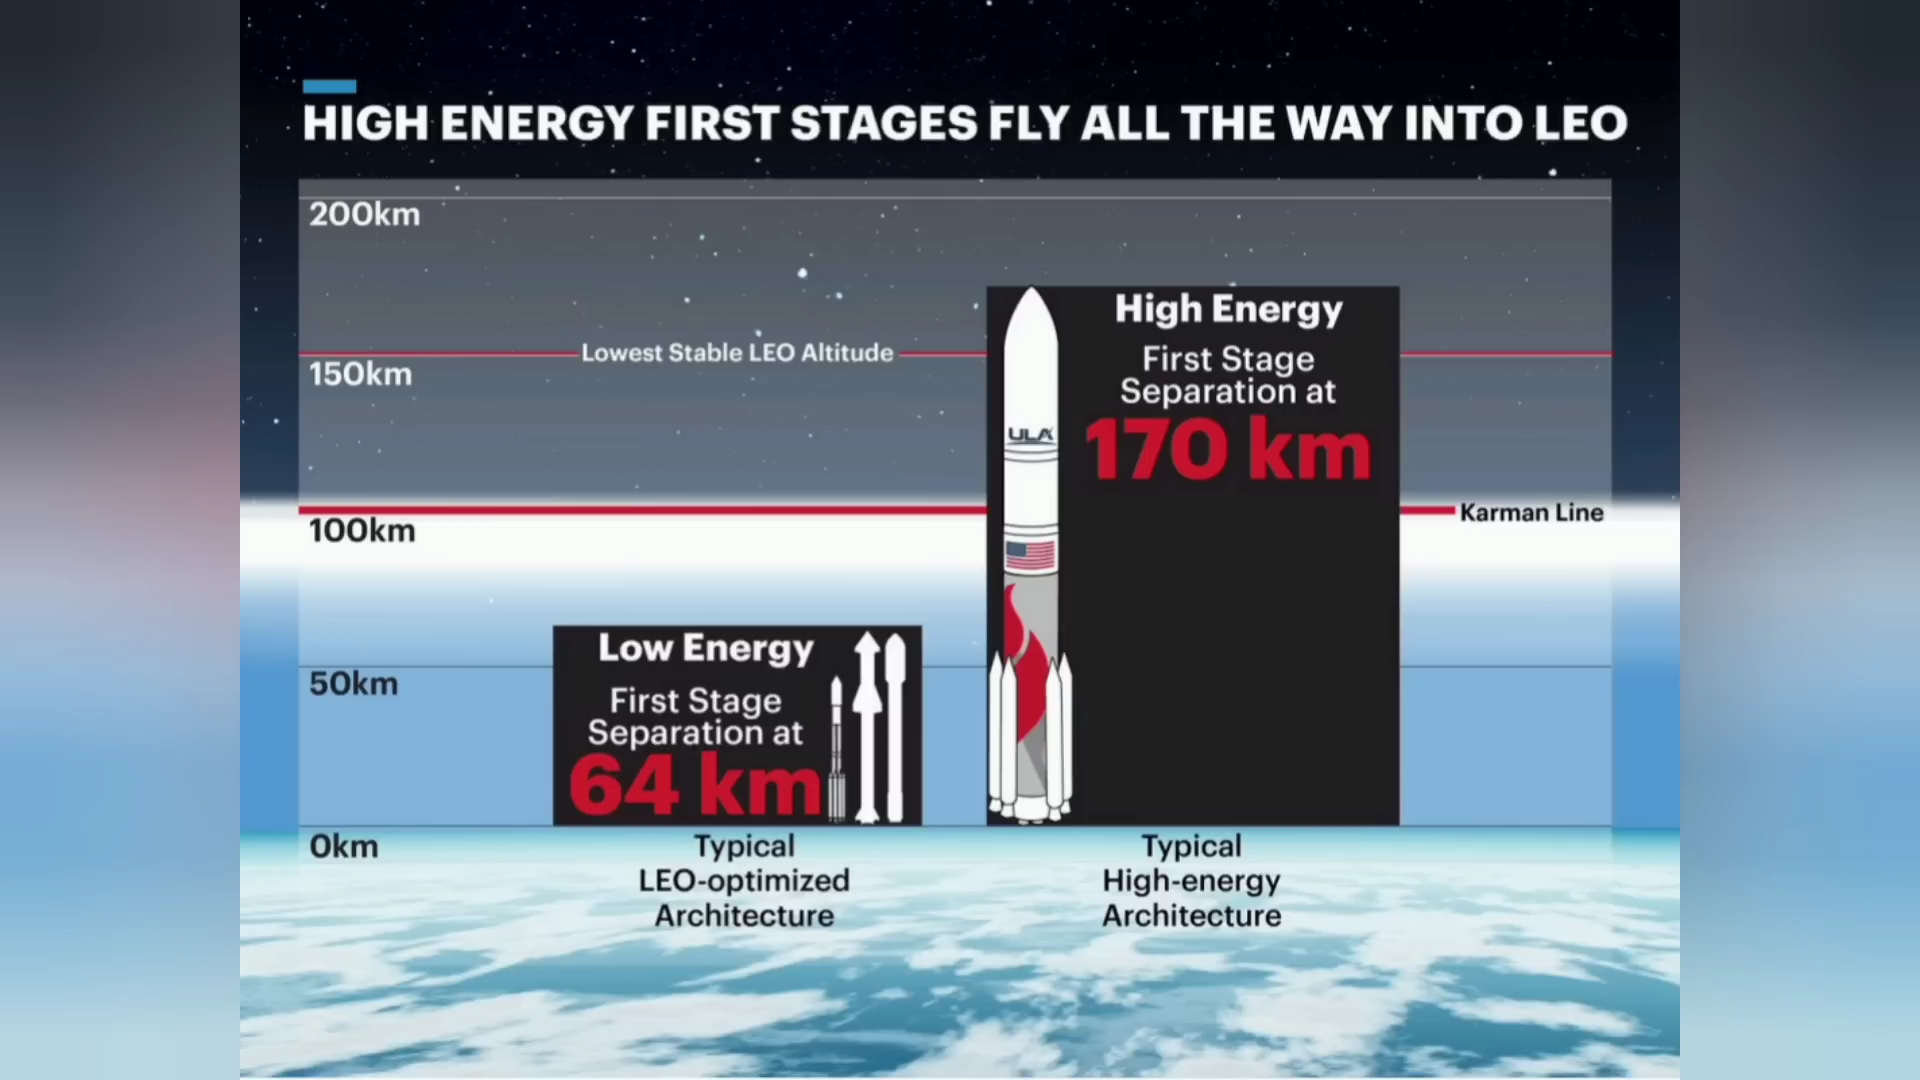 HIGH ENERGY FIRST STAGES FLY ALL THE WAY INTO LEO
200km
Lowest Stable LEO Altitude
150km
100km
Karman Line
50km
0km
High Energy
First Stage
Separation at
170 km
ULA
Low Energy
First Stage
Separation at
64 km
Typical
LEO-optimized
Architecture
Typical
High-energy
Architecture